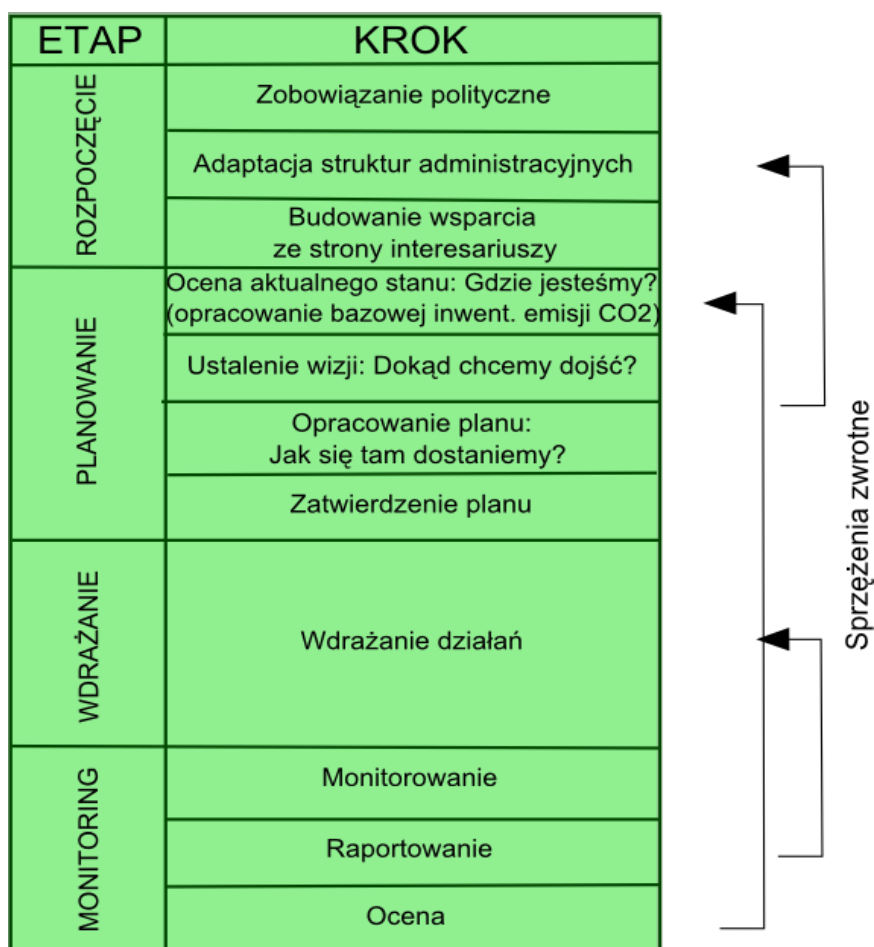 ETAP
KROK
ROZPOCZĘCIE
Zobowiązanie polityczne
Adaptacja struktur administracyjnych
Budowanie wsparcia
ze strony interesariuszy
PLANOWANIE
Ocena aktualnego stanu: Gdzie jesteśmy?
(opracowanie bazowej inwent. emisji CO2)
Ustalenie wizji: Dokąd chcemy dojść?
Opracowanie planu:
Jak się tam dostaniemy?
Zatwierdzenie planu
WDRAŻANIE
Wdrażanie działań
MONITORING
Monitorowanie
Raportowanie
Ocena
Sprzężenia zwrotne